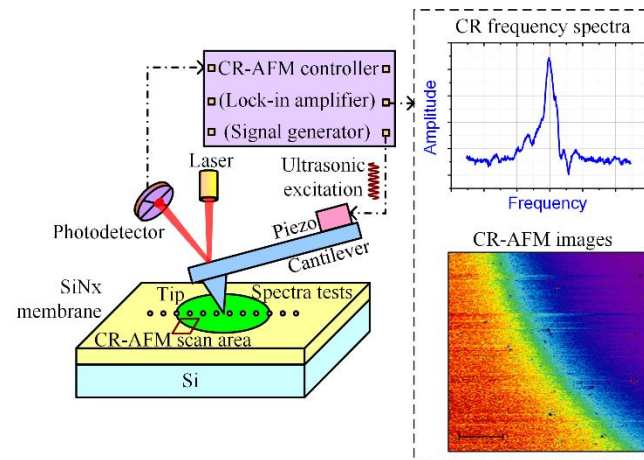 CR-AFM controller
(Lock-in amplifier)
(Signal generator)
Laser
Ultrasonic
excitation
Photodetector
Piezo
Cantilever
SiNx
membrane
Tip
Spectra tests
CR-AFM scan area
Si
CR frequency spectra
Amplitude
Frequency
CR-AFM images